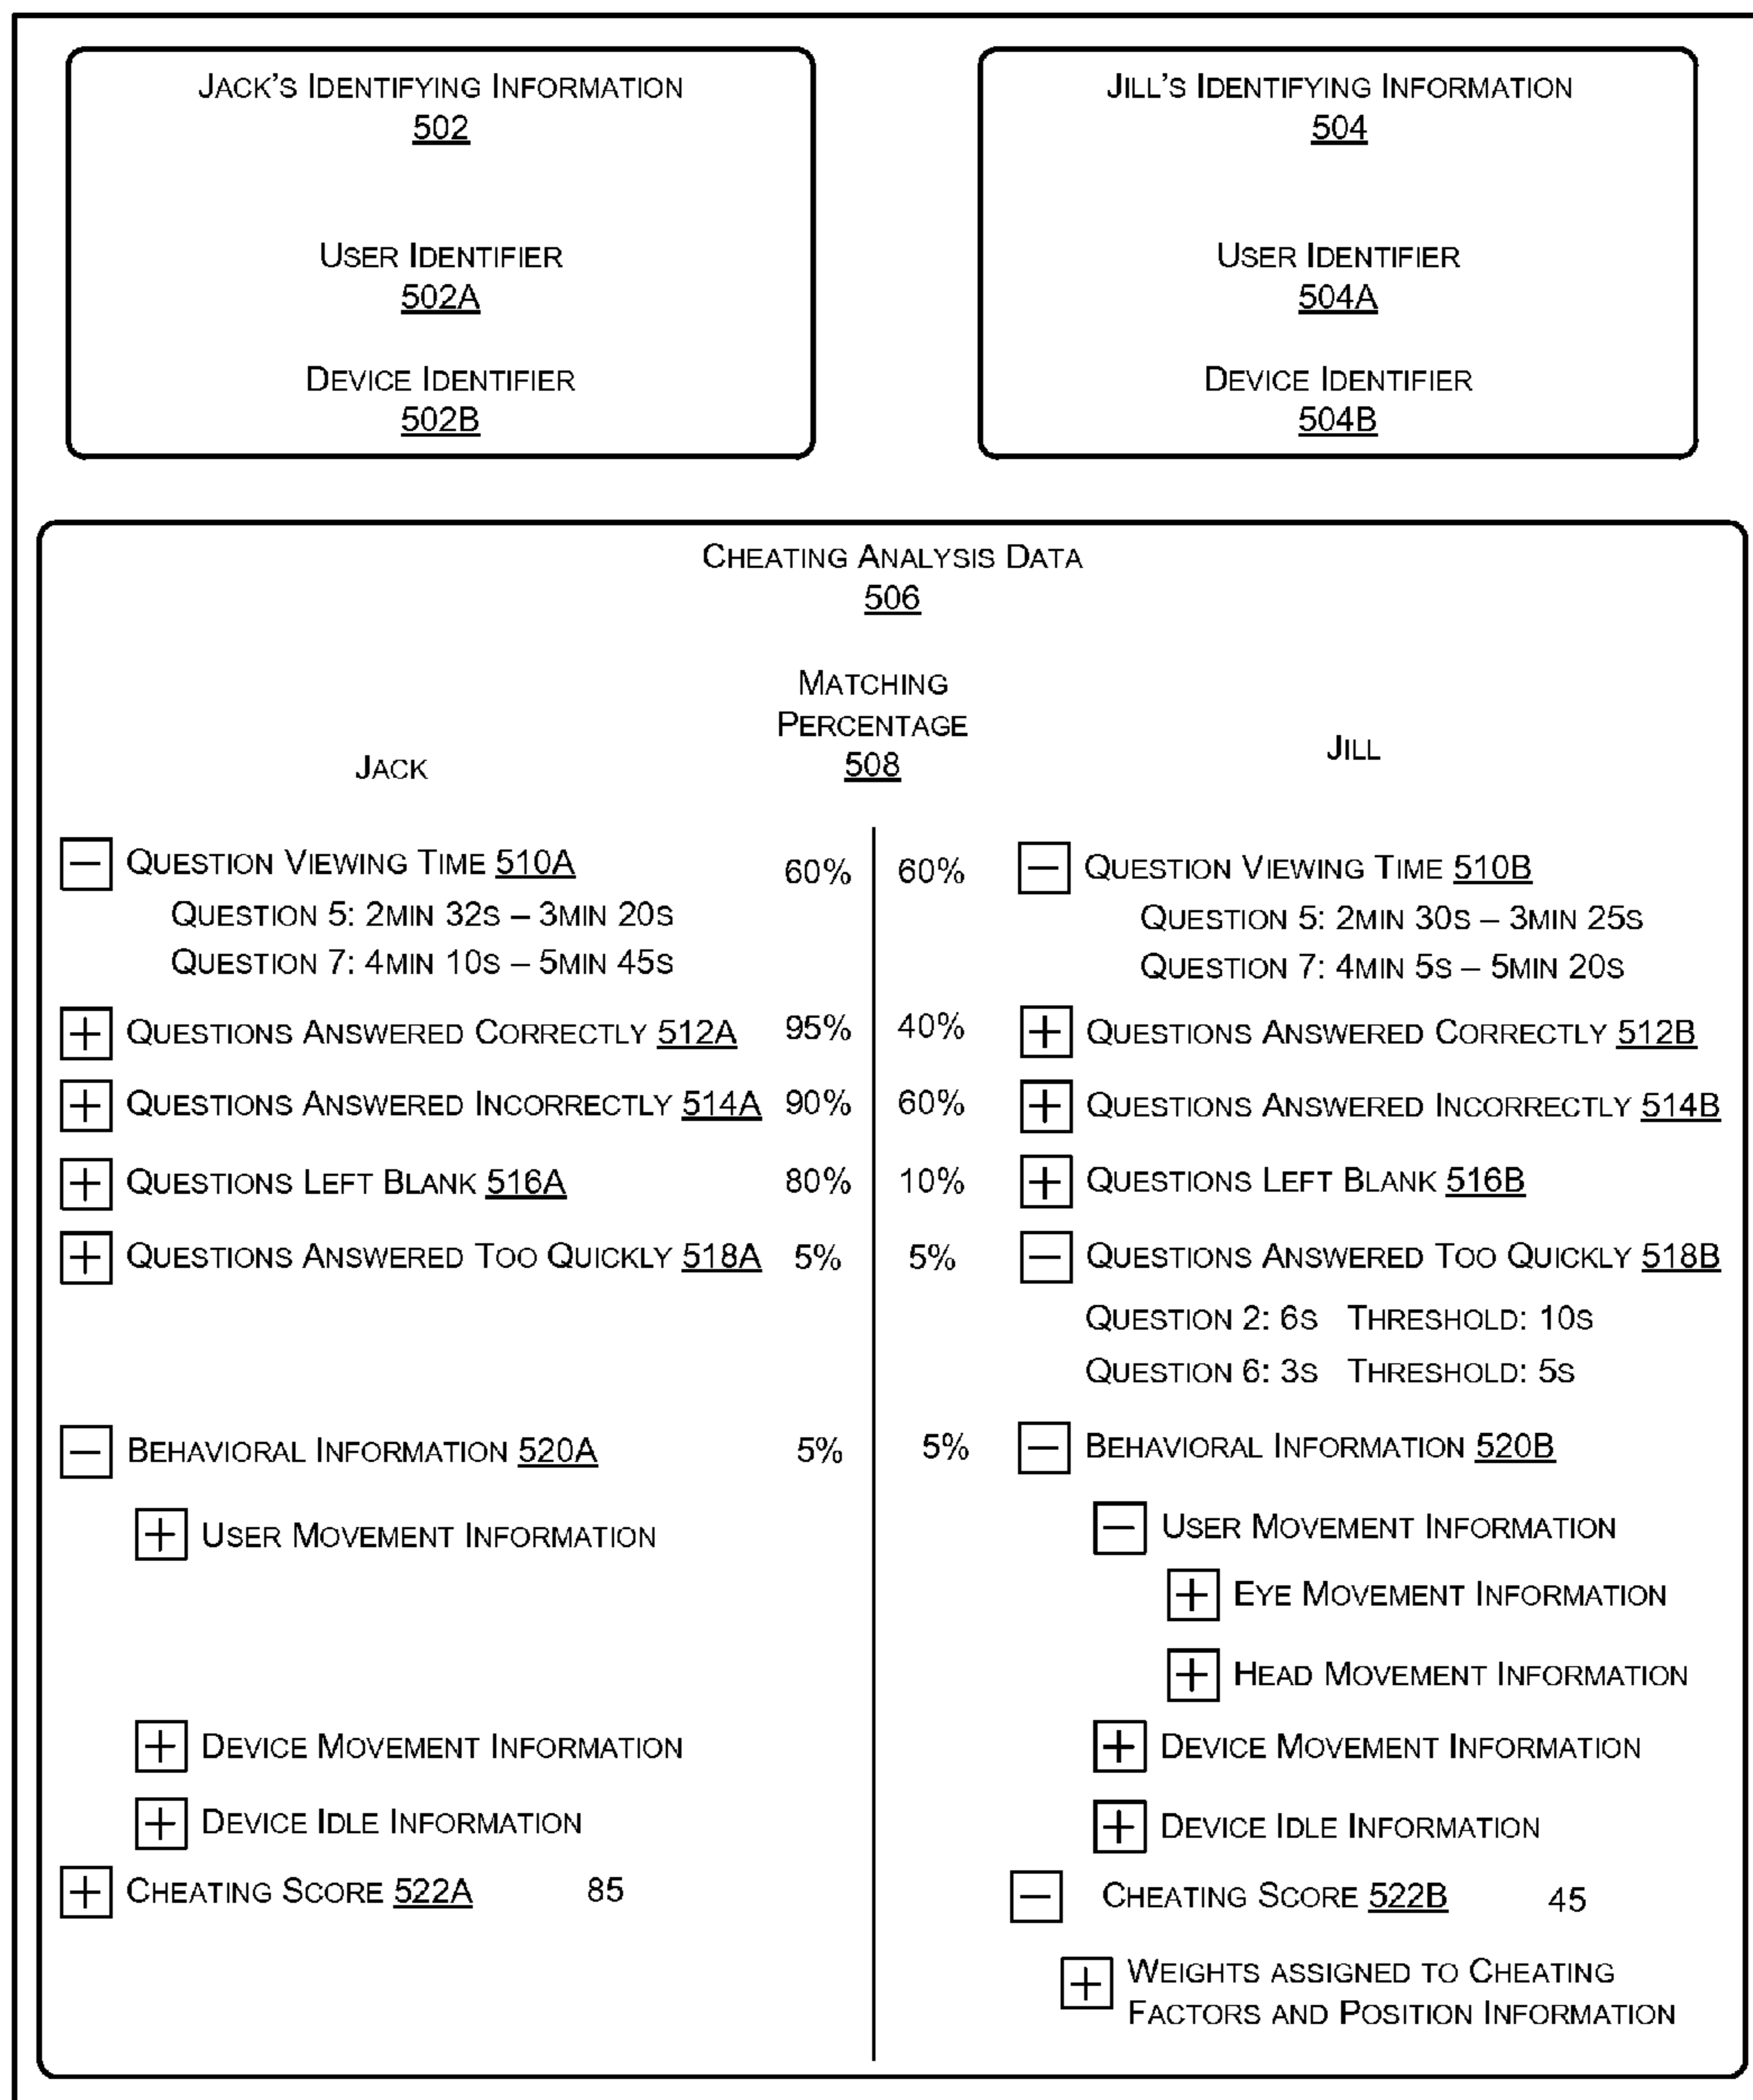 Jack's Identifying Information
502
User Identifier
502A
Device Identifier
502B
Jill's Identifying Information
504
User Identifier
504A
Device Identifier
504B
Cheating Analysis Data
506
Matching
Percentage
508
Jack
Jill
Question Viewing Time 510A 60% 60% Question Viewing Time 510B
Question 5: 2min 32s – 3min 20s Question 5: 2min 30s – 3min 25s
Question 7: 4min 10s – 5min 45s Question 7: 4min 5s – 5min 20s
Questions Answered Correctly 512A 95% 40% Questions Answered Correctly 512B
Questions Answered Incorrectly 514A 90% 60% Questions Answered Incorrectly 514B
Questions Left Blank 516A 80% 10% Questions Left Blank 516B
Questions Answered Too Quickly 518A 5% 5% Questions Answered Too Quickly 518B
Question 2: 6s Threshold: 10s
Question 6: 3s Threshold: 5s
Behavioral Information 520A 5% 5% Behavioral Information 520B
User Movement Information User Movement Information
Eye Movement Information
Head Movement Information
Device Movement Information Device Movement Information
Device Idle Information Device Idle Information
Cheating Score 522A 85 Cheating Score 522B 45
Weights assigned to Cheating
Factors and Position Information